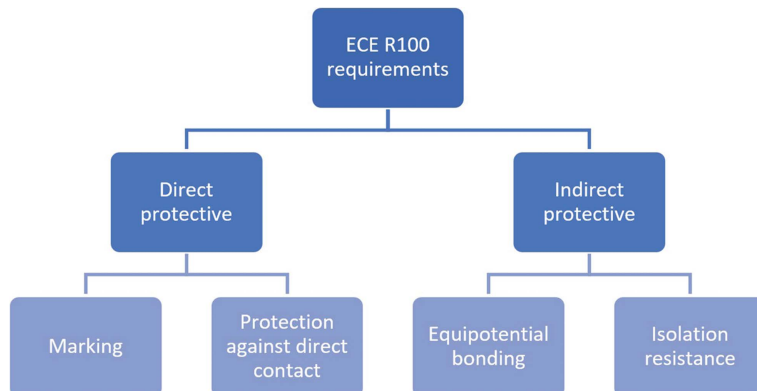 ECE R100
requirements
Direct
protective
Indirect
protective
Marking
Protection
against direct
contact
Equipotential
bonding
Isolation
resistance